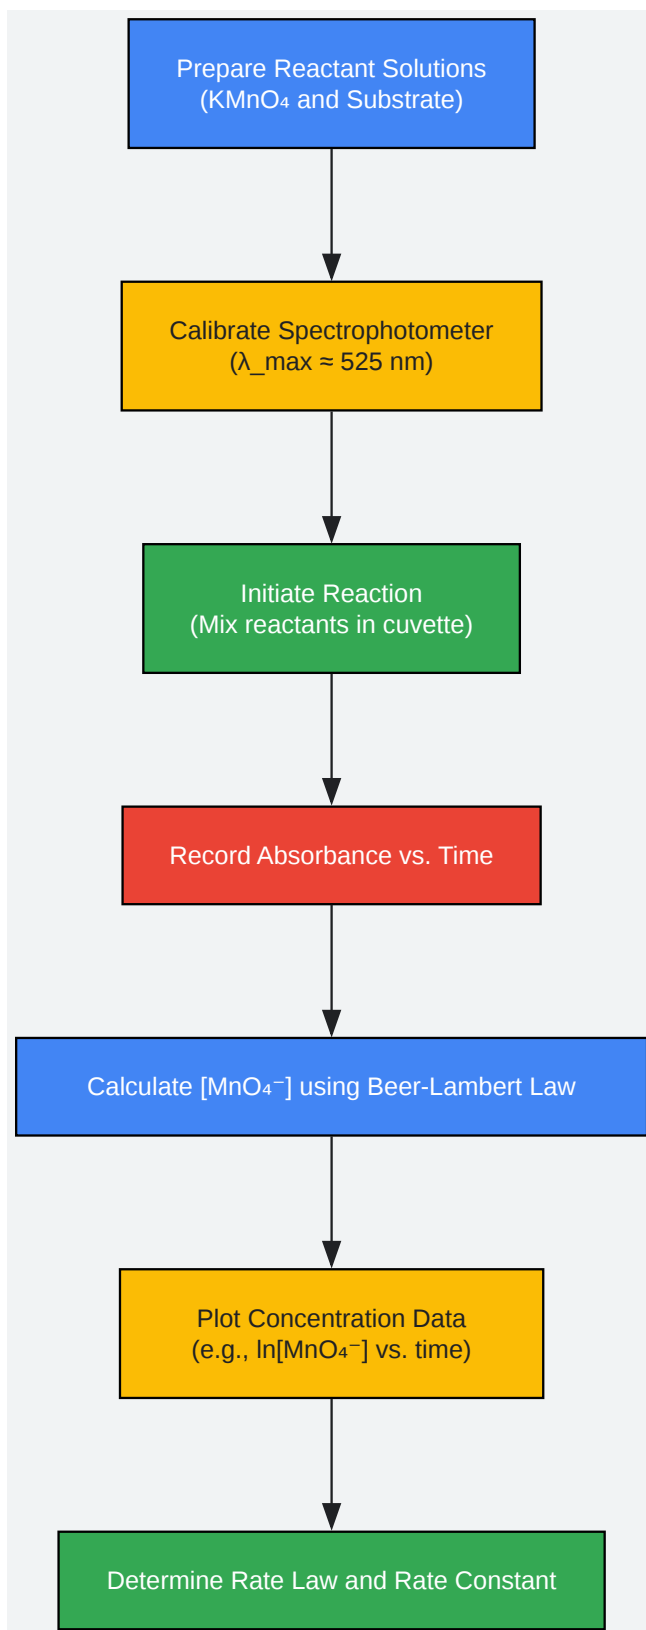 Prepare Reactant Solutions
(KMnO₄ and Substrate)
Calibrate Spectrophotometer
(λ_max ≈ 525 nm)
Initiate Reaction
(Mix reactants in cuvette)
Record Absorbance vs. Time
Calculate [MnO₄⁻] using Beer-Lambert Law
Plot Concentration Data
(e.g., ln[MnO₄⁻] vs. time)
Determine Rate Law and Rate Constant